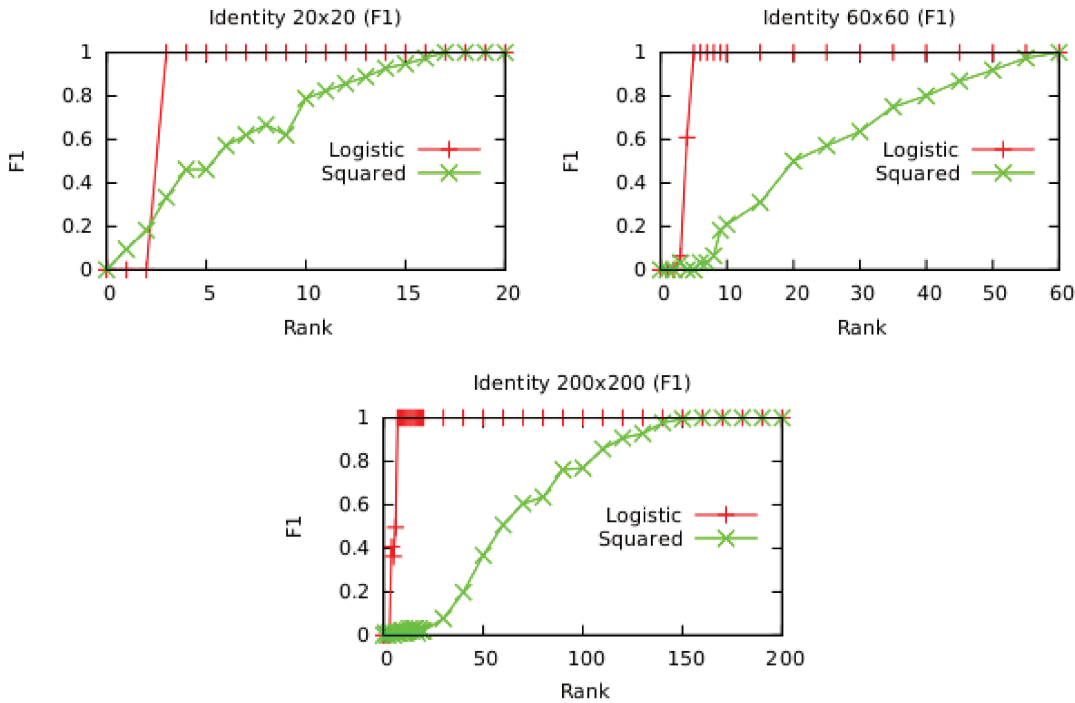 Identity 20x20 (F1)
1
0.8
0.6
0.4
0.2
0
F1
Logistic
Squared
0 5 10 15 20
Rank
Identity 60x60 (F1)
1
0.8
0.6
0.4
0.2
0
F1
Logistic
Squared
0 10 20 30 40 50 60
Rank
Identity 200x200 (F1)
1
0.8
0.6
0.4
0.2
0
F1
Logistic
Squared
0 50 100 150 200
Rank